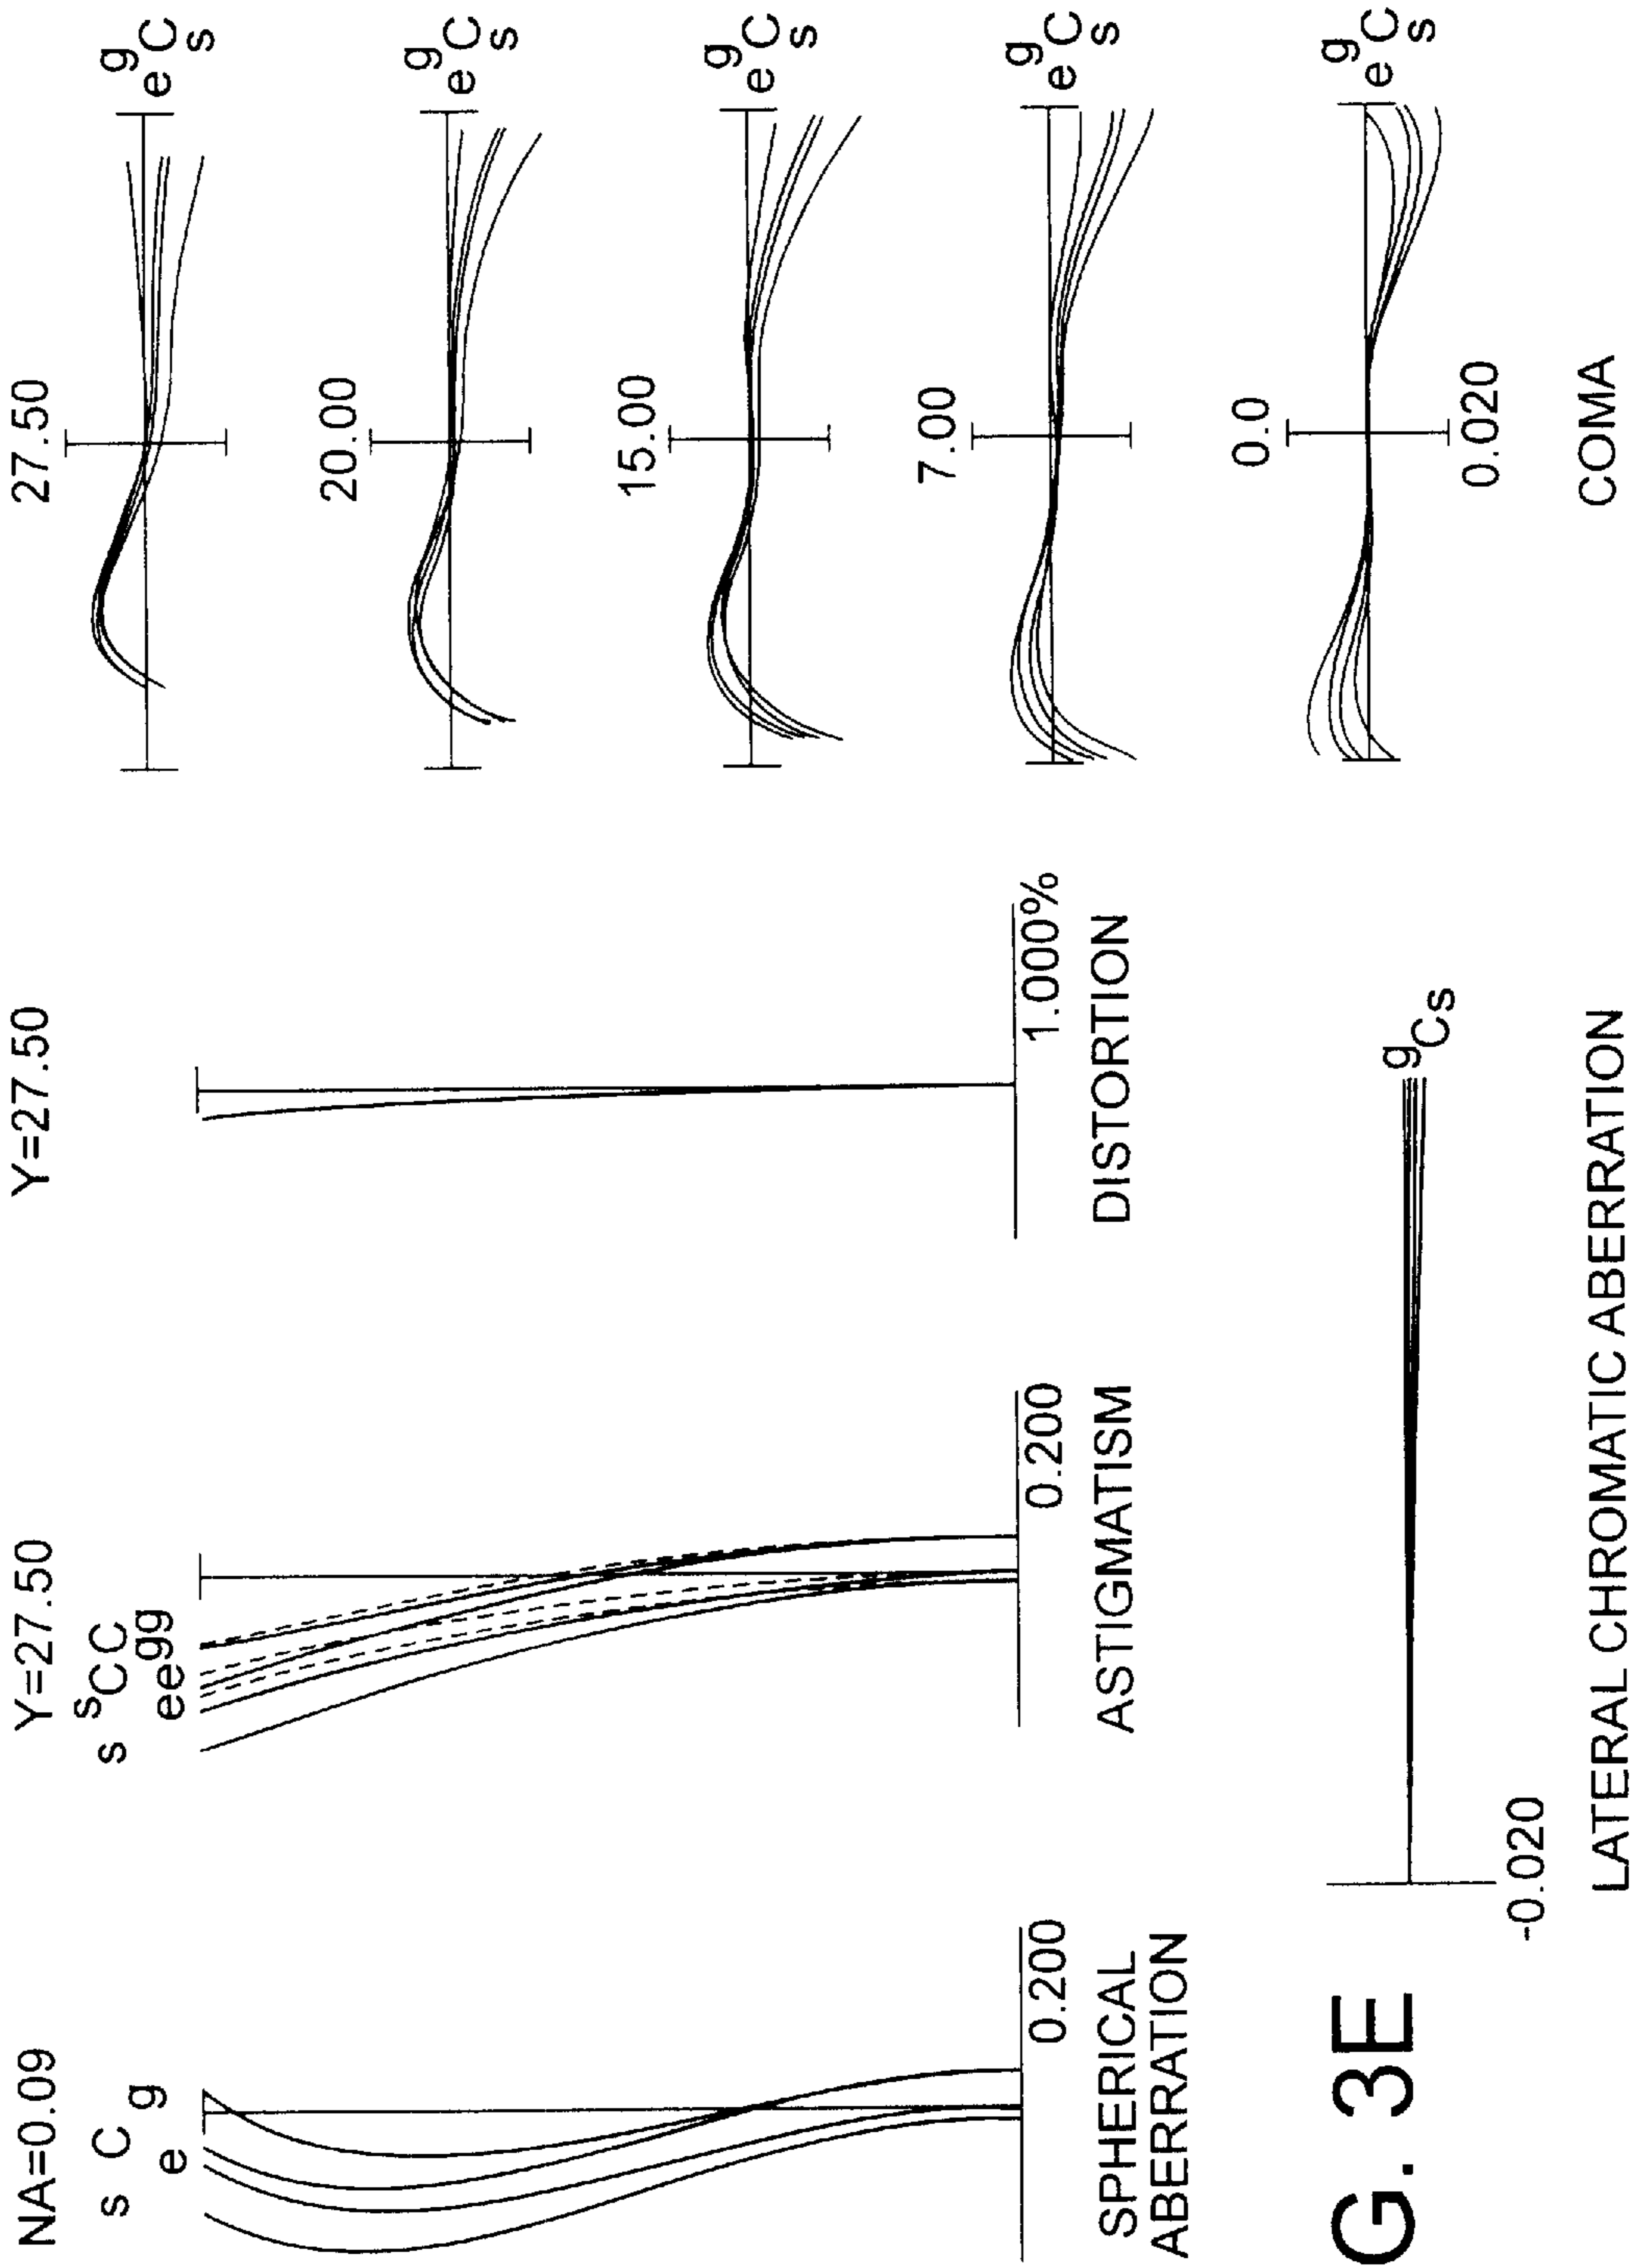 NA=0.09
s
C
g
e
0.200
SPHERICAL
ABERRATION
Y=27.50
s
s
C
C
e
e
g
g
0.200
ASTIGMATISM
Y=27.50
1.000%
DISTORTION
27.50
g
e
C
s
20.00
g
e
C
s
15.00
g
e
C
s
7.00
g
e
C
s
0.0
g
e
C
s
0.020
COMA
g
C
s
-0.020
LATERAL CHROMATIC ABERRATION
G. 3E